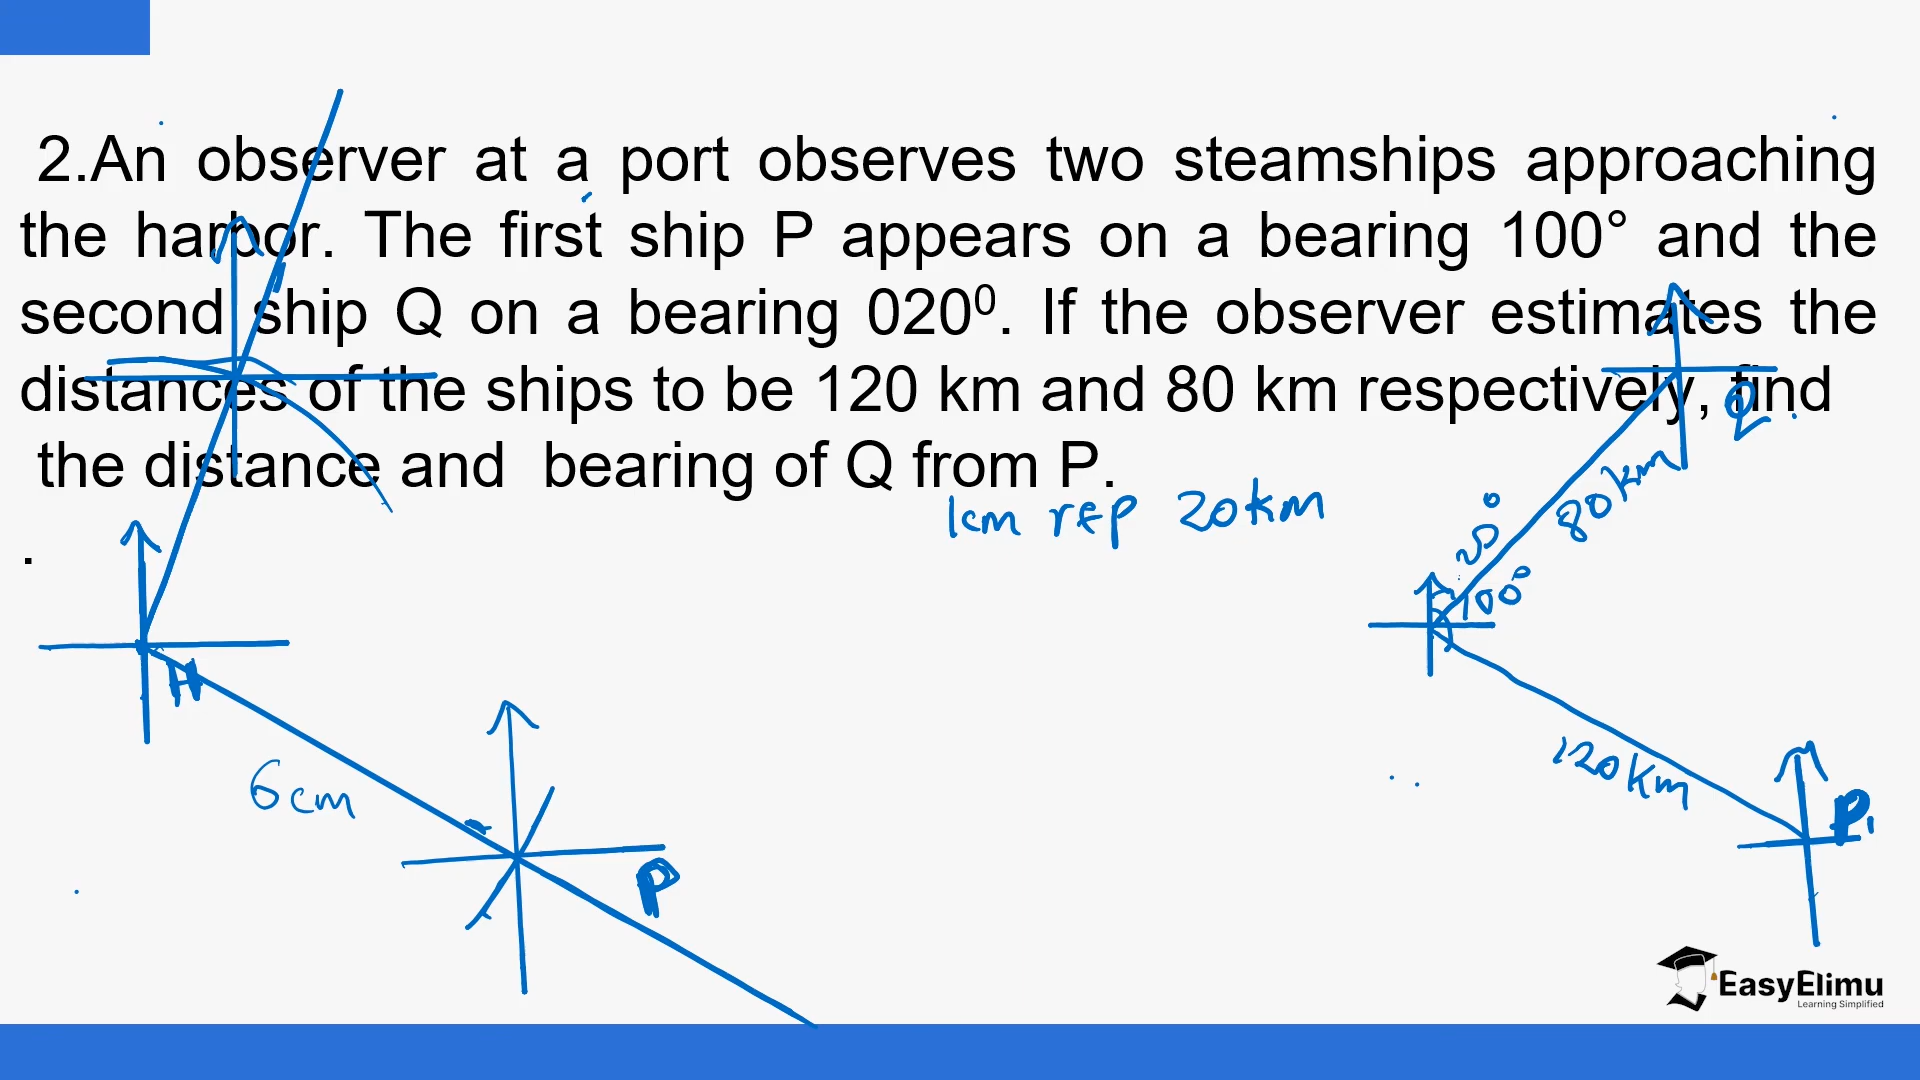 2.An observer at a port observes two steamships approaching
the harbor. The first ship P appears on a bearing 100° and the
second ship Q on a bearing 020⁰. If the observer estimates the
distances of the ships to be 120 km and 80 km respectively, find
the distance and bearing of Q from P.
.
1cm rep 20km
Q
80km
20°
100°
H
120km
6cm
P
P
EasyElimu
Learning Simplified